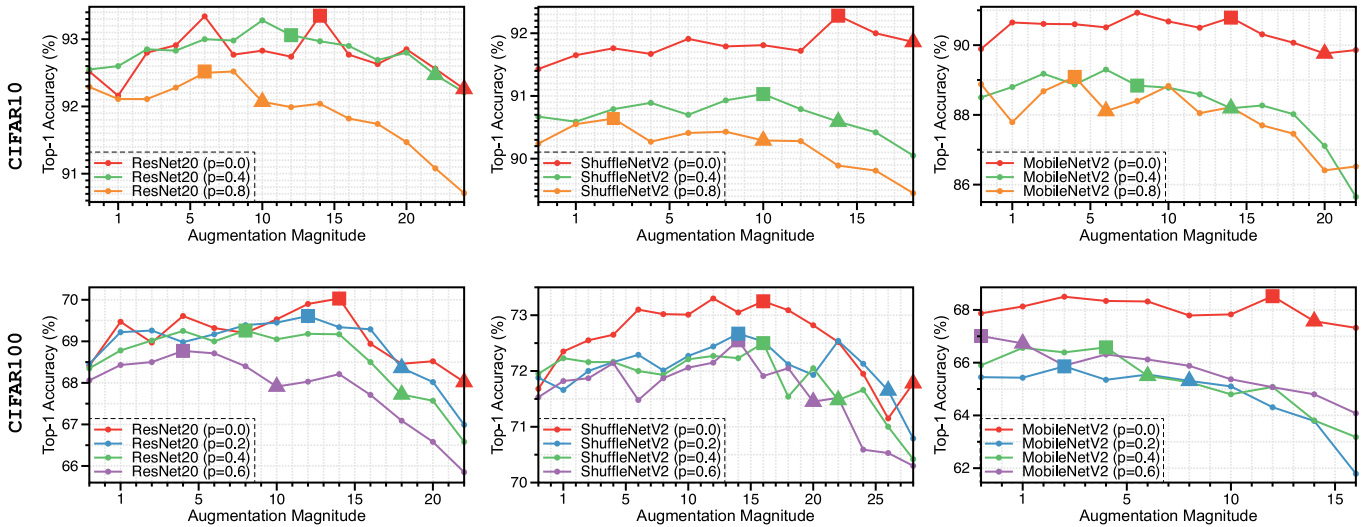 CIFAR10
Top-1 Accuracy (%)
93
92
91
ResNet20 (p=0.0)
ResNet20 (p=0.4)
ResNet20 (p=0.8)
1 5 10 15 20
Augmentation Magnitude
Top-1 Accuracy (%)
92
91
90
ShuffleNetV2 (p=0.0)
ShuffleNetV2 (p=0.4)
ShuffleNetV2 (p=0.8)
1 5 10 15
Augmentation Magnitude
Top-1 Accuracy (%)
90
88
86
MobileNetV2 (p=0.0)
MobileNetV2 (p=0.4)
MobileNetV2 (p=0.8)
1 5 10 15 20
Augmentation Magnitude
CIFAR100
Top-1 Accuracy (%)
70
69
68
67
66
ResNet20 (p=0.0)
ResNet20 (p=0.2)
ResNet20 (p=0.4)
ResNet20 (p=0.6)
1 5 10 15 20
Augmentation Magnitude
Top-1 Accuracy (%)
73
72
71
70
ShuffleNetV2 (p=0.0)
ShuffleNetV2 (p=0.2)
ShuffleNetV2 (p=0.4)
ShuffleNetV2 (p=0.6)
1 5 10 15 20 25
Augmentation Magnitude
Top-1 Accuracy (%)
68
66
64
62
MobileNetV2 (p=0.0)
MobileNetV2 (p=0.2)
MobileNetV2 (p=0.4)
MobileNetV2 (p=0.6)
1 5 10 15
Augmentation Magnitude